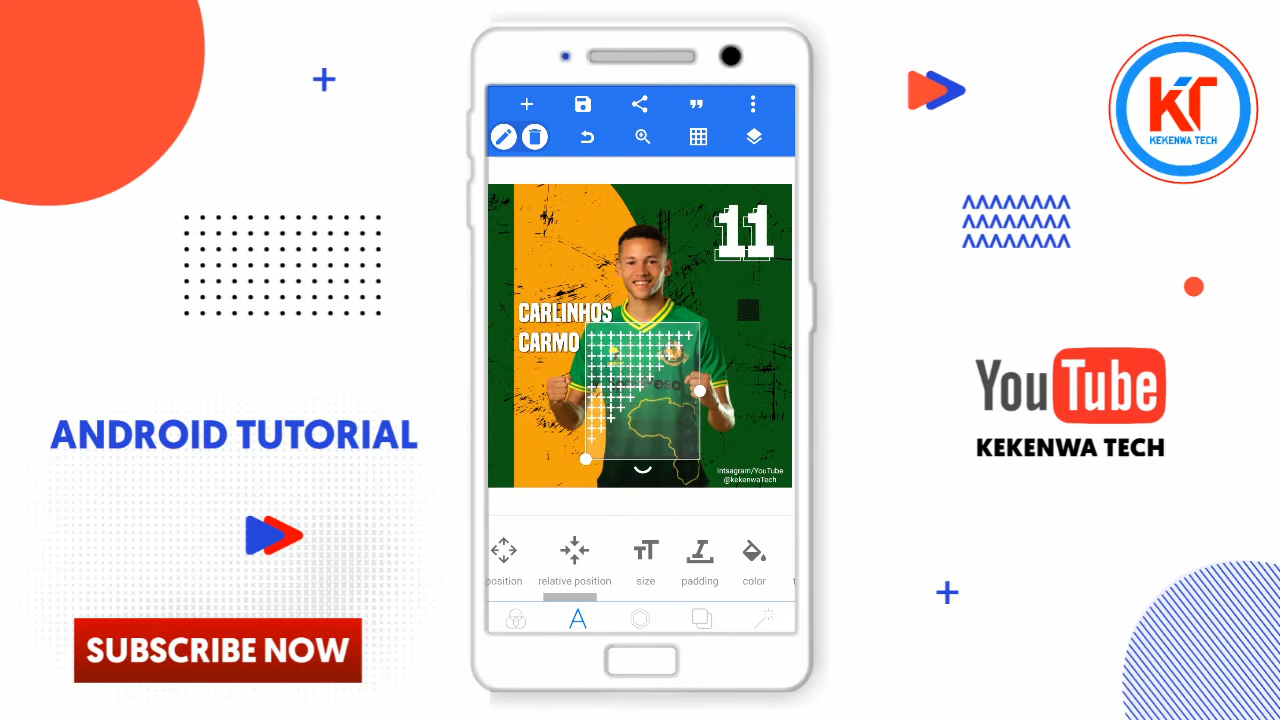 KT
KEKENWA TECH
11
CARLINHOS
CARMO
Intsagram/YouTube
@kekenwaTech
position
relative position
size
padding
color
ANDROID TUTORIAL
SUBSCRIBE NOW
YouTube
KEKENWA TECH